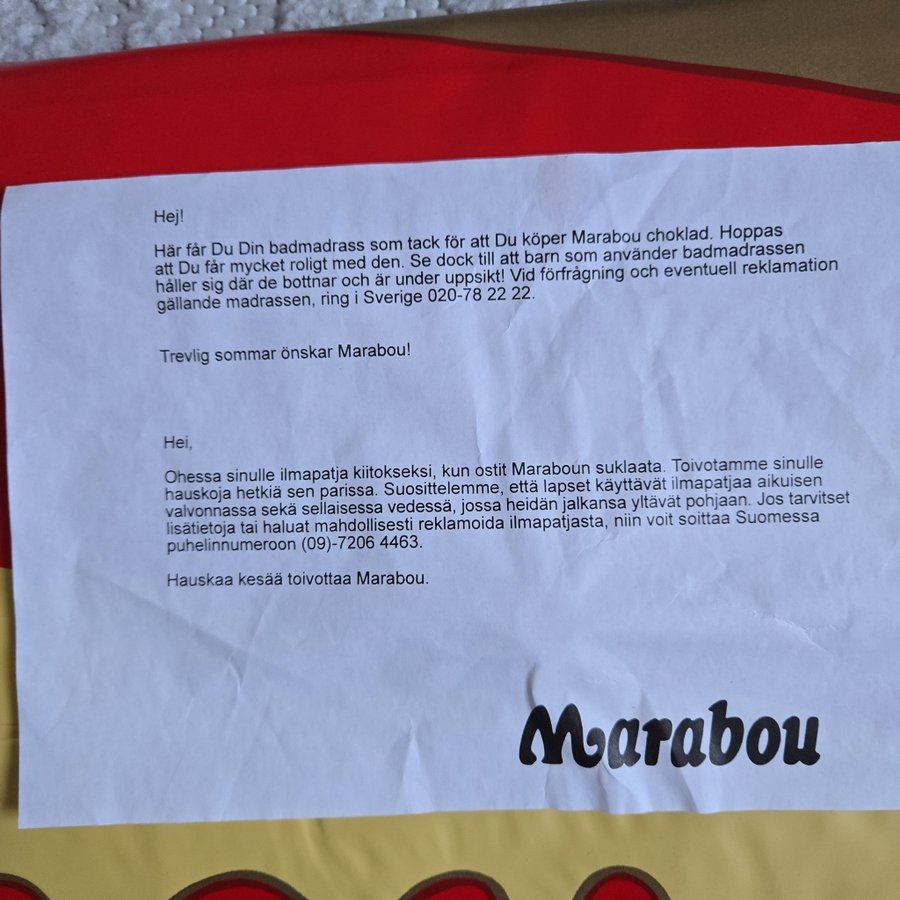 Hej!
Här får Du Din badmadrass som tack för att Du köper Marabou choklad. Hoppas
att Du får mycket roligt med den. Se dock till att barn som använder badmadrassen
håller sig där de bottnar och är under uppsikt! Vid förfrågning och eventuell reklamation
gällande madrassen, ring i Sverige 020-78 22 22.
Trevlig sommar önskar Marabou!
Hei,
Ohessa sinulle ilmapatja kiitokseksi, kun ostit Maraboun suklaata. Toivotamme sinulle
hauskoja hetkiä sen parissa. Suosittelemme, että lapset käyttävät ilmapatjaa aikuisen
valvonnassa sekä sellaisessa vedessä, jossa heidän jalkansa yltävät pohjaan. Jos tarvitset
lisätietoja tai haluat mahdollisesti reklamoida ilmapatjasta, niin voit soittaa Suomessa
puhelinnumeroon (09)-7206 4463.
Hauskaa kesää toivottaa Marabou.
Marabou